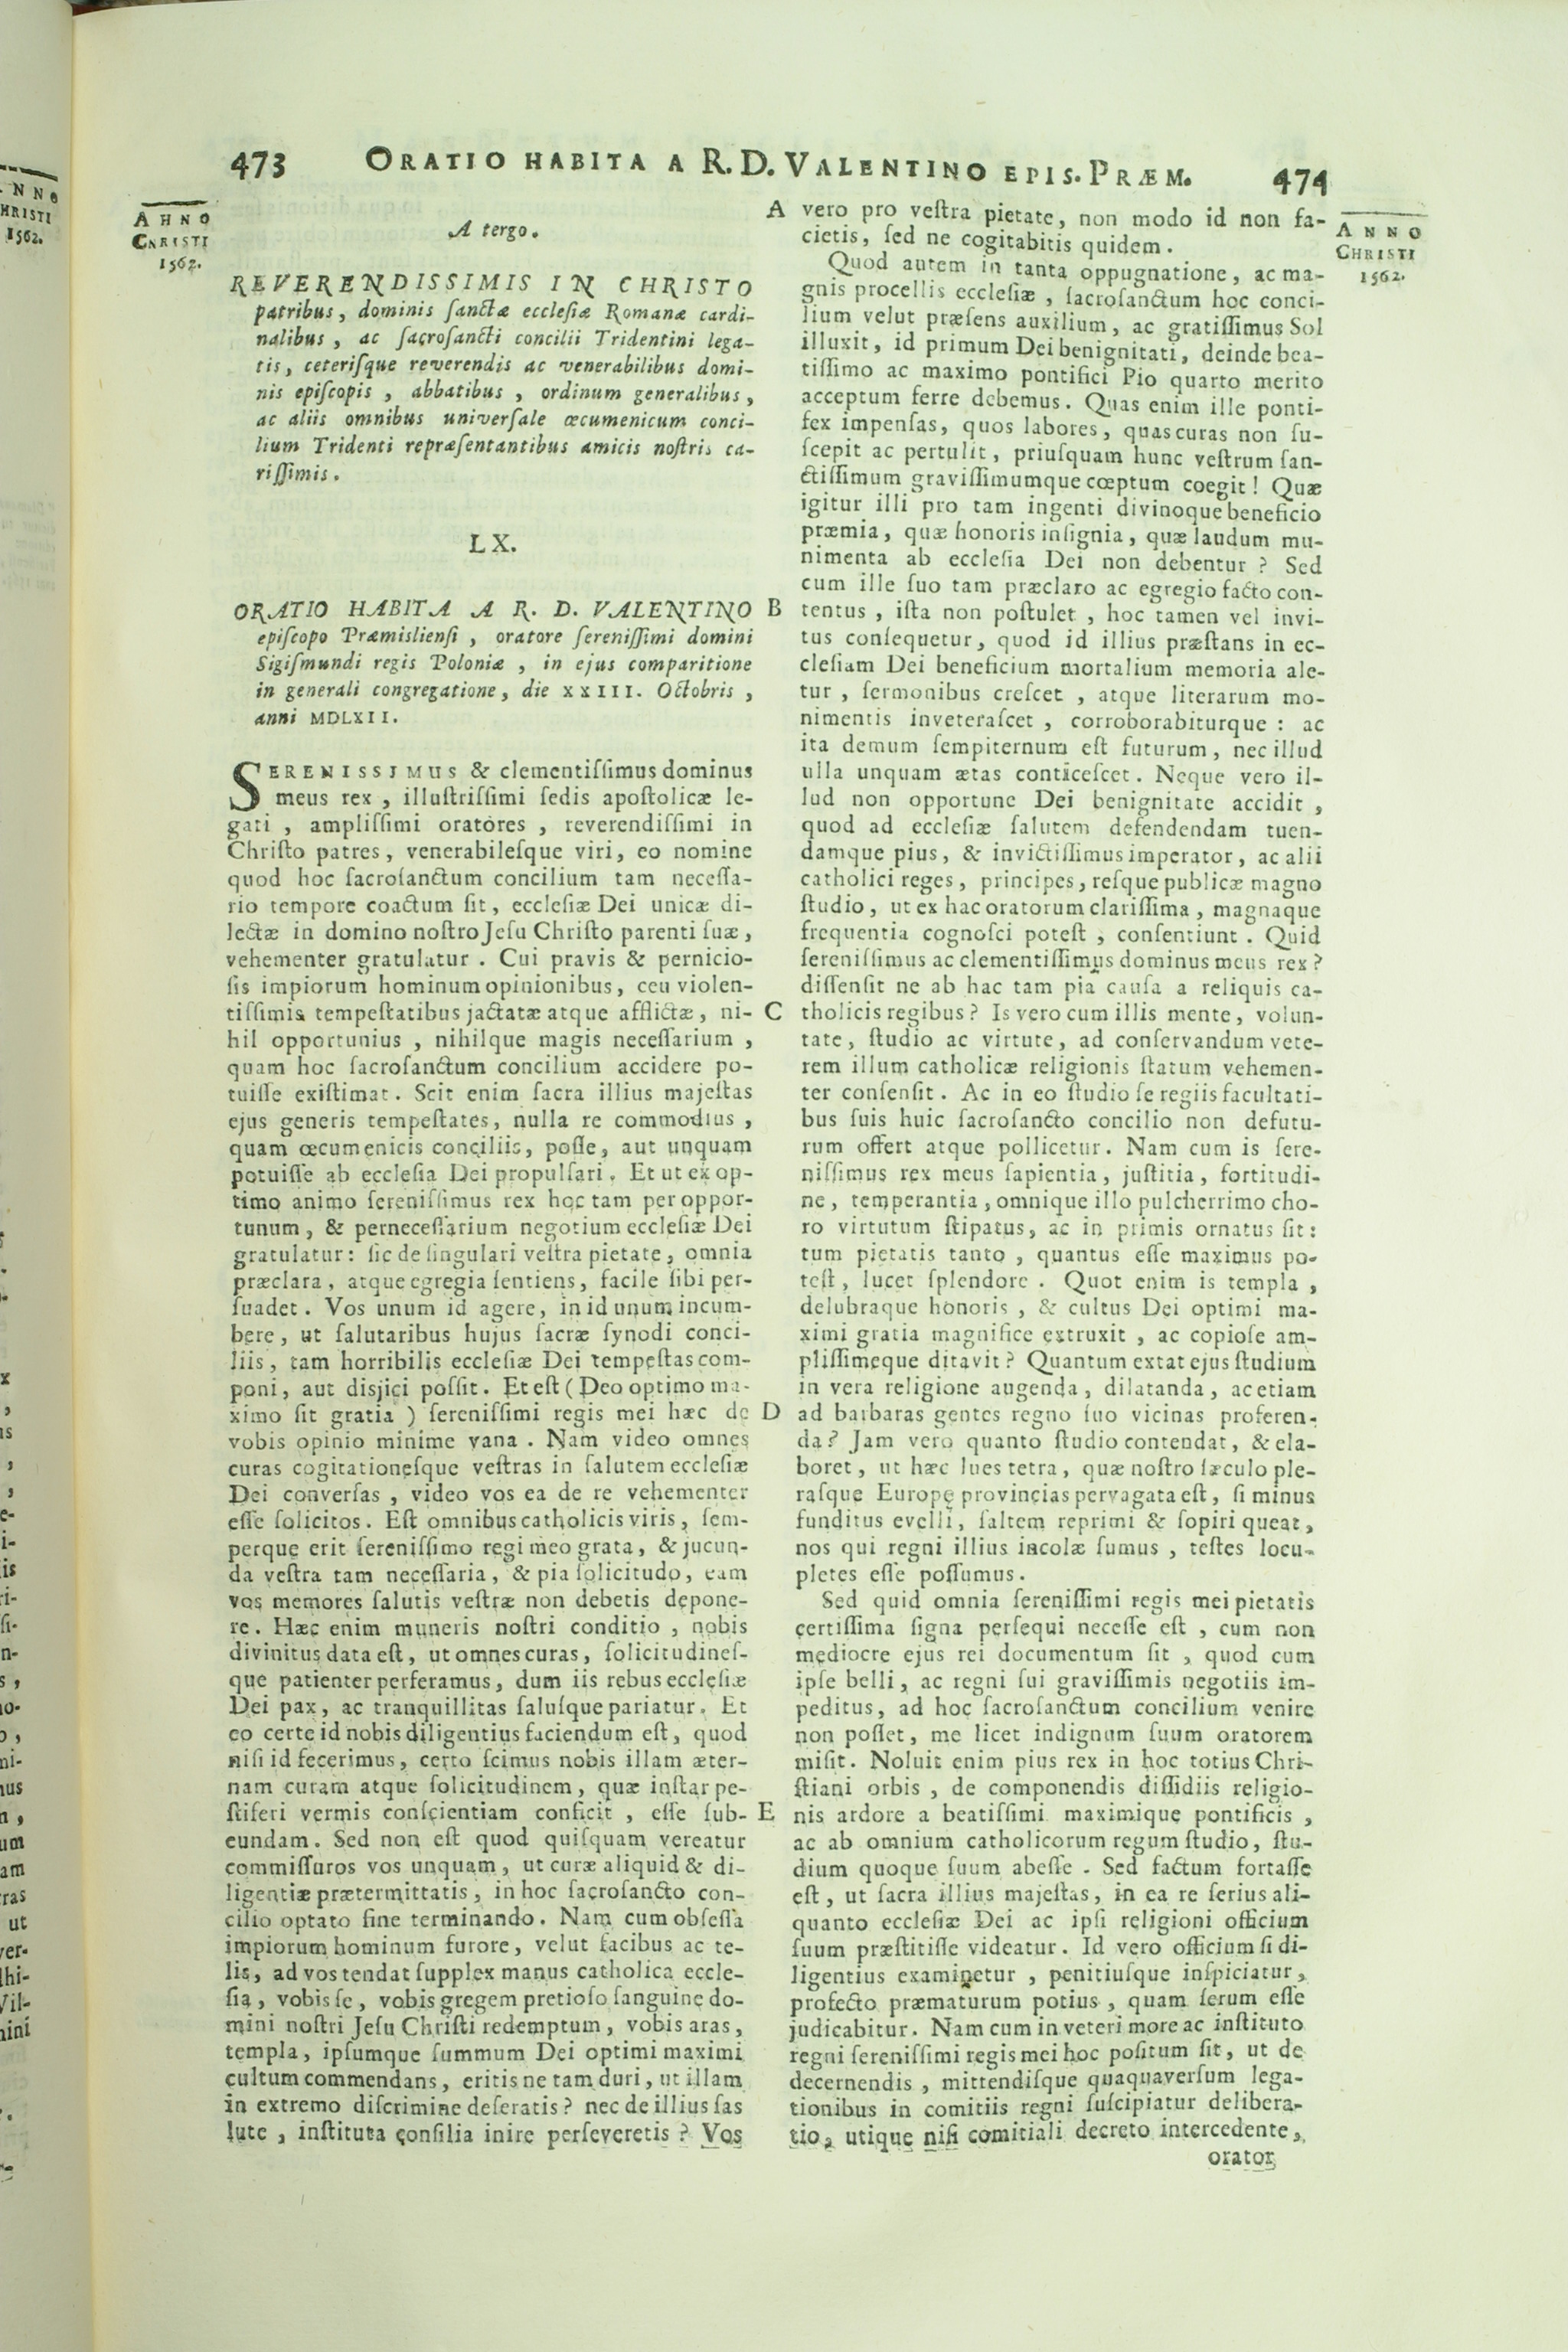 473 ORATIO HABITA A R. D. VALENTINO EPIS. PRÆM. 474
AHNO
CHRISTI
1562.
A tergo.
REVERENDISSIMIS IN CHRISTO
patribus, dominis ſanctæ eccleſiæ Romanæ cardi-
nalibus, ac ſacroſancti concilii Tridentini lega-
tis, ceteriſque reverendis ac venerabilibus domi-
nis epiſcopis, abbatibus, ordinum generalibus,
ac aliis omnibus univerſale œcumenicum conci-
lium Tridenti repræſentantibus amicis noſtris ca-
riſſimis.
LX.
ORATIO HABITA A R. D. VALENTINO
epiſcopo Præmislienſi, oratore ſereniſſimi domini
Sigiſmundi regis Poloniæ, in ejus comparitione
in generali congregatione, die XXIII. Octobris,
anni MDLXII.
SERENISSIMUS & clementiſſimus dominus
meus rex, illuſtriſſimi ſedis apoſtolicæ le-
gati, ampliſſimi oratóres, reverendiſſimi in
Chriſto patres, venerabileſque viri, eo nomine
quod hoc ſacroſanctum concilium tam neceſſa-
rio tempore coactum ſit, eccleſiæ Dei unicæ di-
lectæ in domino noſtro Jeſu Chriſto parenti ſuæ,
vehementer gratulatur. Cui pravis & pernicio-
ſis impiorum hominum opinionibus, ceu violen-
tiſſimis tempeſtatibus jactatæ atque afflictæ, ni-
hil opportunius, nihilque magis neceſſarium,
quam hoc ſacroſanctum concilium accidere po-
tuiſſe exiſtimat. Scit enim ſacra illius majeſtas
ejus generis tempeſtates, nulla re commodius,
quam œcumenicis conciliis, poſſe, aut unquam
potuiſſe ab eccleſia Dei propulſari. Et ut ex op-
timo animo ſereniſſimus rex hoc tam per oppor-
tunum, & perneceſſarium negotium eccleſiæ Dei
gratulatur: ſic de ſingulari veſtra pietate, omnia
præclara, atque egregia ſentiens, facile ſibi per-
ſuadet. Vos unum id agere, in id unum incum-
bere, ut ſalutaribus hujus ſacræ ſynodi conci-
liis, tam horribilis eccleſiæ Dei tempeſtas com-
poni, aut disjici poſſit. Et eſt (Deo optimo ma-
ximo ſit gratia) ſereniſſimi regis mei hæc de
vobis opinio minime vana. Nam video omnes
curas cogitationeſque veſtras in ſalutem eccleſiæ
Dei converſas, video vos ea de re vehementer
eſſe ſolicitos. Eſt omnibus catholicis viris, ſem-
perque erit ſereniſſimo regi meo grata, & jucun-
da veſtra tam neceſſaria, & pia ſolicitudo, eam
vos memores ſalutis veſtræ non debetis depone-
re. Hæc enim muneris noſtri conditio, nobis
divinitus data eſt, ut omnes curas, ſolicitudineſ-
que patienter perferamus, dum iis rebus eccleſiæ
Dei pax, ac tranquillitas ſaluſque pariatur. Et
eo certe id nobis diligentius faciendum eſt, quod
niſi id fecerimus, certo ſcimus nobis illam æter-
nam curam atque ſolicitudinem, quæ inſtar pe-
ſtiferi vermis conſcientiam conficit, eſſe ſub-
eundam. Sed non eſt quod quiſquam vereatur
commiſſuros vos unquam, ut curæ aliquid & di-
ligentiæ prætermittatis, in hoc ſacroſancto con-
cilio optato fine terminando. Nam cum obſeſſa
impiorum hominum furore, velut facibus ac te-
lis, ad vos tendat ſupplex manus catholica eccle-
ſia, vobis ſe, vobis gregem pretioſo ſanguine do-
mini noſtri Jeſu Chriſti redemptum, vobis aras,
templa, ipſumque ſummum Dei optimi maximi
cultum commendans, eritis ne tam duri, ut illam
in extremo diſcrimine deſeratis? nec de illius ſas
lute, inſtituta conſilia inire perſeveretis? Vos
A
B
C
D
E
vero pro veſtra pietate, non modo id non fa-
cietis, ſed ne cogitabitis quidem.
Quod autem in tanta oppugnatione, ac ma-
gnis procellis eccleſiæ, ſacroſanctum hoc conci-
lium velut præſens auxilium, ac gratiſſimus Sol
illuxit, id primum Dei benignitati, deinde bea-
tiſſimo ac maximo pontifici Pio quarto merito
acceptum ferre debemus. Quas enim ille ponti-
fex impenſas, quos labores, quas curas non ſu-
ſcepit ac pertulit, priuſquam hunc veſtrum ſan-
ctiſſimum graviſſimumque cœptum coegit! Quæ
igitur illi pro tam ingenti divinoque beneficio
præmia, quæ honoris inſignia, quæ laudum mu-
nimenta ab eccleſia Dei non debentur? Sed
cum ille ſuo tam præclaro ac egregio facto con-
tentus, iſta non poſtulet, hoc tamen vel invi-
tus conſequetur, quod id illius præſtans in ec-
cleſiam Dei beneficium mortalium memoria ale-
tur, ſermonibus creſcet, atque literarum mo-
nimentis inveteraſcet, corroborabiturque: ac
ita demum ſempiternum eſt futurum, nec illud
ulla unquam ætas conticeſcet. Neque vero il-
lud non opportune Dei benignitate accidit,
quod ad eccleſiæ ſalutem defendendam tuen-
damque pius, & invictiſſimus imperator, ac alii
catholici reges, principes, reſque publicæ magno
ſtudio, ut ex hac oratorum clariſſima, magnaque
frequentia cognoſci poteſt, conſentiunt. Quid
ſereniſſimus ac clementiſſimus dominus meus rex?
diſſenſit ne ab hac tam pia cauſa a reliquis ca-
tholicis regibus? Is vero cum illis mente, volun-
tate, ſtudio ac virtute, ad conſervandum vete-
rem illum catholicæ religionis ſtatum vehemen-
ter conſenſit. Ac in eo ſtudio ſe regiis facultati-
bus ſuis huic ſacroſancto concilio non defutu-
rum offert atque pollicetur. Nam cum is ſere-
niſſimus rex meus ſapientia, juſtitia, fortitudi-
ne, temperantia, omnique illo pulcherrimo cho-
ro virtutum ſtipatus, ac in primis ornatus ſit:
tum pietatis tanto, quantus eſſe maximus po-
teſt, lucet ſplendore. Quot enim is templa,
delubraque honoris, & cultus Dei optimi ma-
ximi gratia magnifice extruxit, ac copioſe am-
pliſſimeque ditavit? Quantum extat ejus ſtudium
in vera religione augenda, dilatanda, ac etiam
ad barbaras gentes regno ſuo vicinas proferen-
da? Jam vero quanto ſtudio contendat, & ela-
boret, ut hæc lues tetra, quæ noſtro ſæculo ple-
raſque Europę provincias pervagata eſt, ſi minus
funditus evelli, ſaltem reprimi & ſopiri queat,
nos qui regni illius incolæ ſumus, teſtes locu-
pletes eſſe poſſumus.
Sed quid omnia ſereniſſimi regis mei pietatis
certiſſima ſigna perſequi neceſſe eſt, cum non
mediocre ejus rei documentum ſit, quod cum
ipſe belli, ac regni ſui graviſſimis negotiis im-
peditus, ad hoc ſacroſanctum concilium venire
non poſſet, me licet indignum ſuum oratorem
miſit. Noluit enim pius rex in hoc totius Chri-
ſtiani orbis, de componendis diſſidiis religio-
nis ardore a beatiſſimi maximique pontificis,
ac ab omnium catholicorum regum ſtudio, ſtu-
dium quoque ſuum abeſſe. Sed factum fortaſſe
eſt, ut ſacra illius majeſtas, in ea re ſerius ali-
quanto eccleſiæ Dei ac ipſi religioni officium
ſuum præſtitiſſe videatur. Id vero officium ſi di-
ligentius examinetur, penitiuſque inſpiciatur,
profecto præmaturum potius, quam ſerum eſſe
judicabitur. Nam cum in veteri more ac inſtituto
regni ſereniſſimi regis mei hoc poſitum ſit, ut de
decernendis, mittendiſque quaquaverſum lega-
tionibus in comitiis regni ſuſcipiatur delibera-
tio, utique niſi comitiali decreto intercedente,
orator
ANNO
CHRISTI
1562.